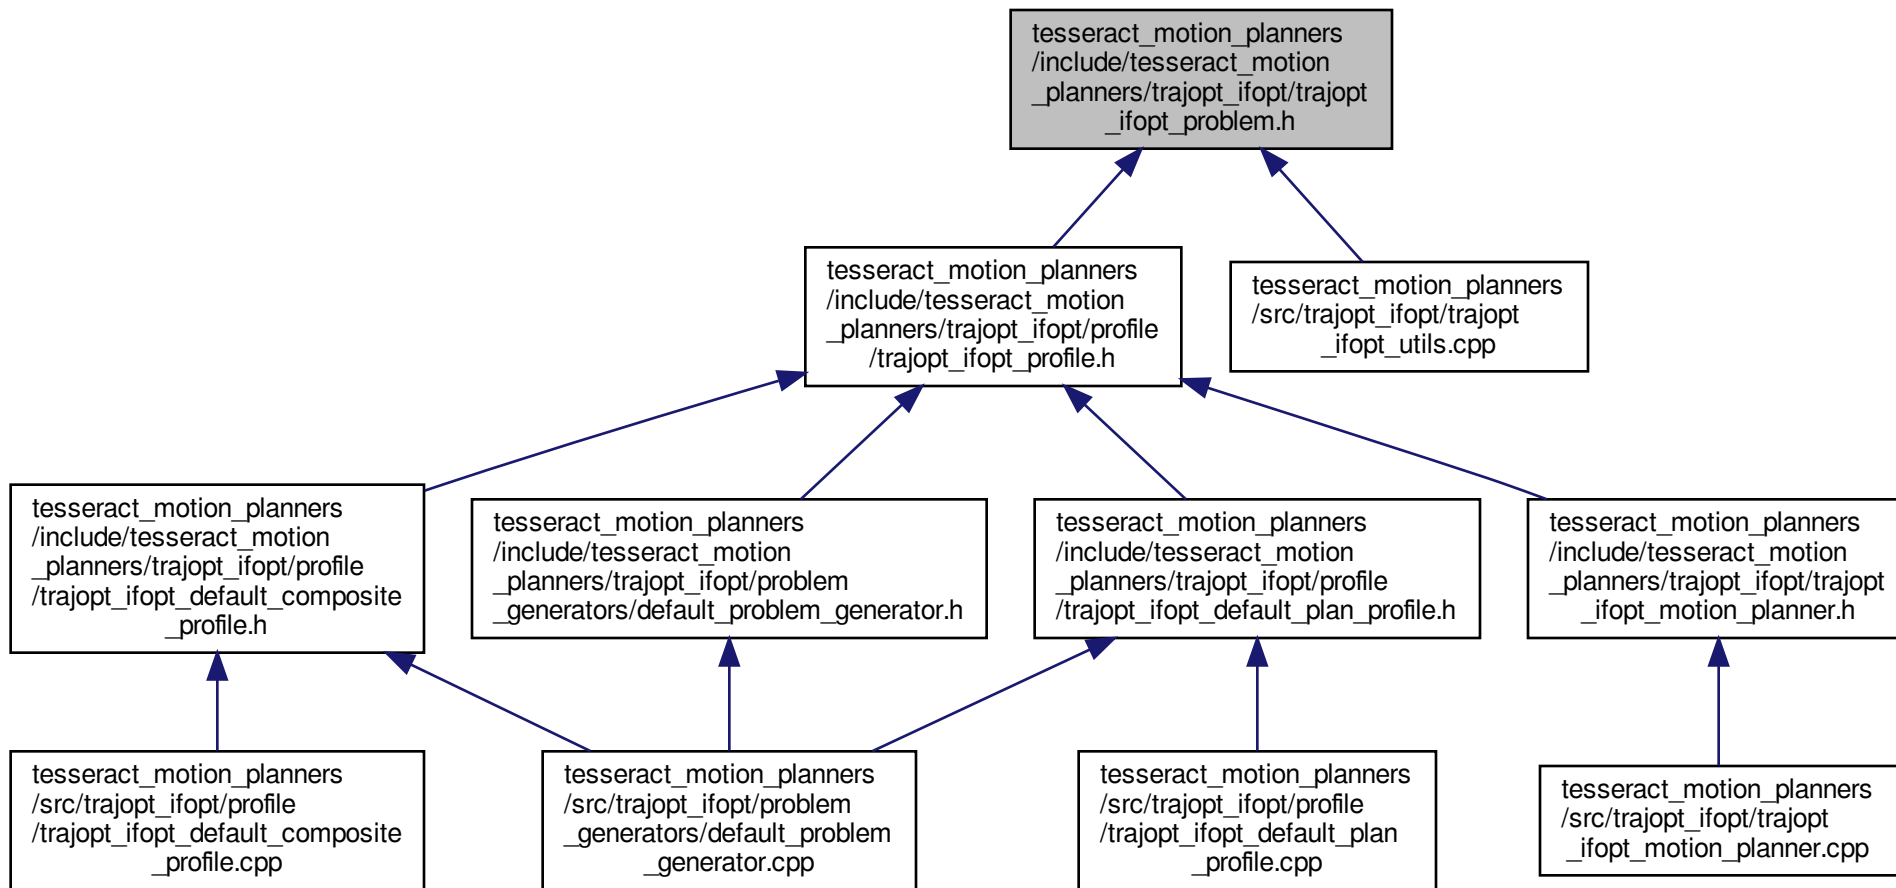 tesseract_motion_planners
/include/tesseract_motion
_planners/trajopt_ifopt/trajopt
_ifopt_problem.h
tesseract_motion_planners
/include/tesseract_motion
_planners/trajopt_ifopt/profile
/trajopt_ifopt_profile.h
tesseract_motion_planners
/src/trajopt_ifopt/trajopt
_ifopt_utils.cpp
tesseract_motion_planners
/include/tesseract_motion
_planners/trajopt_ifopt/profile
/trajopt_ifopt_default_composite
_profile.h
tesseract_motion_planners
/include/tesseract_motion
_planners/trajopt_ifopt/problem
_generators/default_problem_generator.h
tesseract_motion_planners
/include/tesseract_motion
_planners/trajopt_ifopt/profile
/trajopt_ifopt_default_plan_profile.h
tesseract_motion_planners
/include/tesseract_motion
_planners/trajopt_ifopt/trajopt
_ifopt_motion_planner.h
tesseract_motion_planners
/src/trajopt_ifopt/profile
/trajopt_ifopt_default_composite
_profile.cpp
tesseract_motion_planners
/src/trajopt_ifopt/problem
_generators/default_problem
_generator.cpp
tesseract_motion_planners
/src/trajopt_ifopt/profile
/trajopt_ifopt_default_plan
_profile.cpp
tesseract_motion_planners
/src/trajopt_ifopt/trajopt
_ifopt_motion_planner.cpp